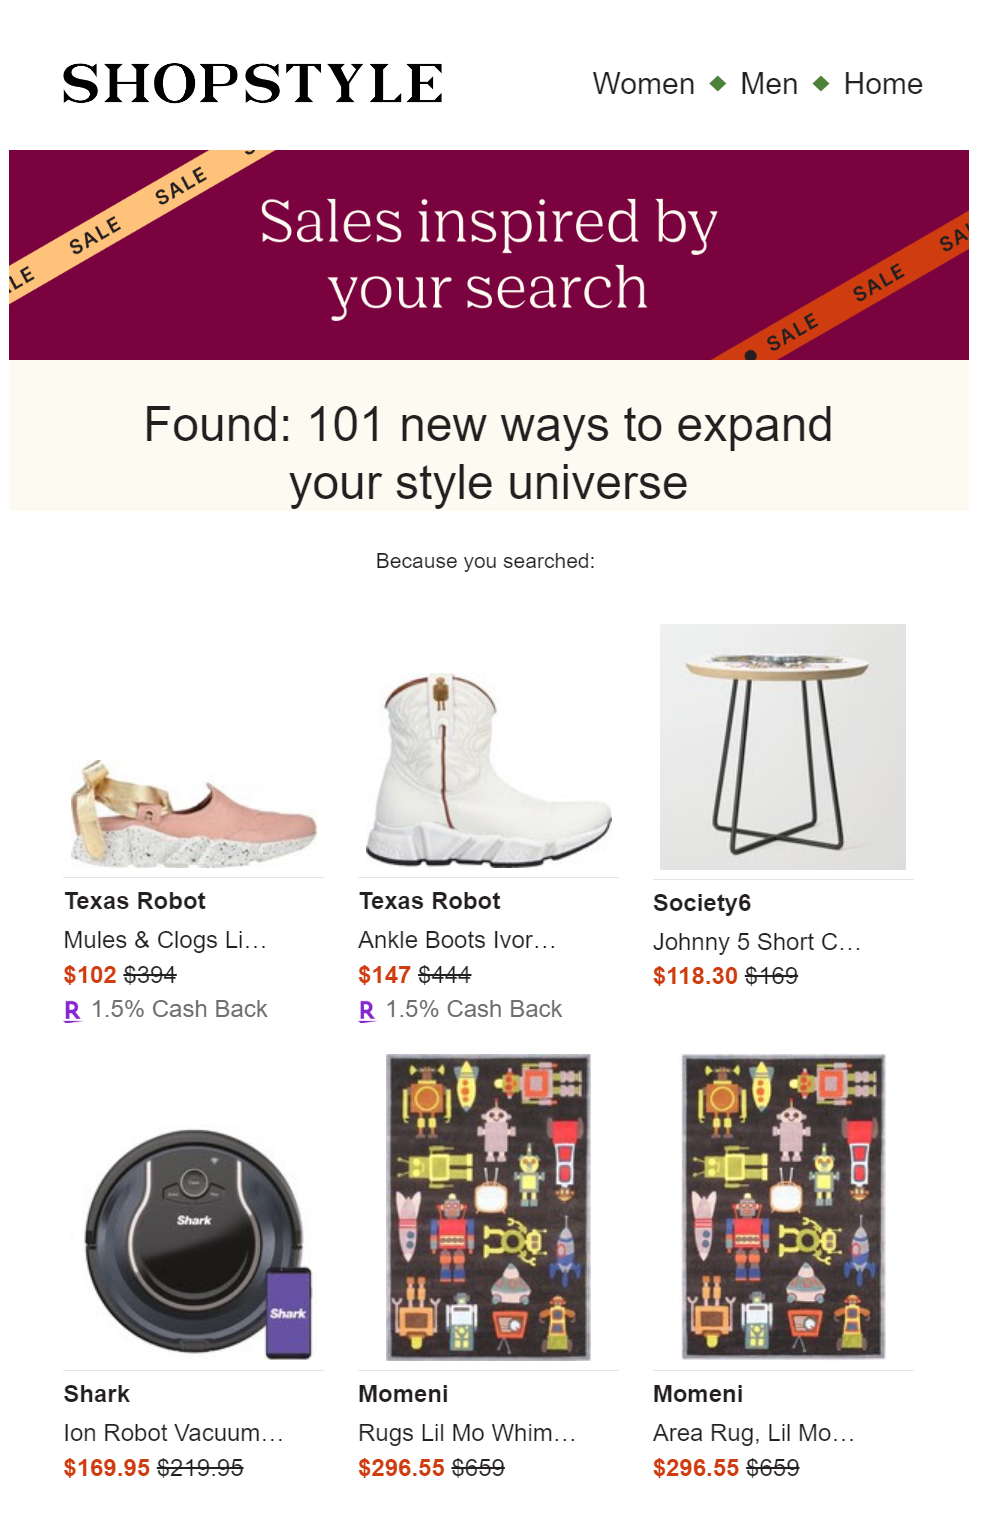 SHOPSTYLE
Women ◆ Men ◆ Home
SALE
SALE
LE
Sales inspired by
your search
SA
SALE
SALE
Found: 101 new ways to expand
your style universe
Because you searched:
Texas Robot
Mules & Clogs Li...
$102 $394
R 1.5% Cash Back
Texas Robot
Ankle Boots Ivor...
$147 $444
R 1.5% Cash Back
Society6
Johnny 5 Short C...
$118.30 $169
Shark
Shark
Shark
Ion Robot Vacuum...
$169.95 $219.95
Momeni
Rugs Lil Mo Whim...
$296.55 $659
Momeni
Area Rug, Lil Mo...
$296.55 $659